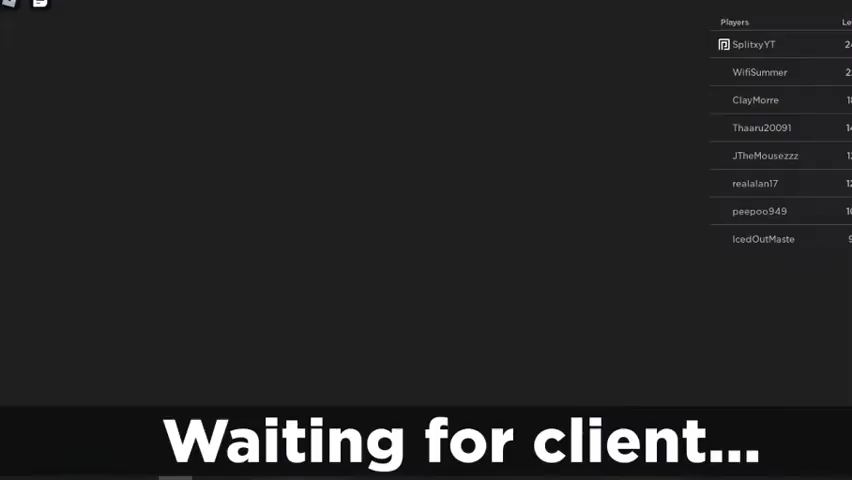 Players
SplitxyYT
WifiSummer
ClayMorre
Thaaru20091
JTheMousezzz
realalan17
peepoo949
IcedOutMaste
Waiting for client...